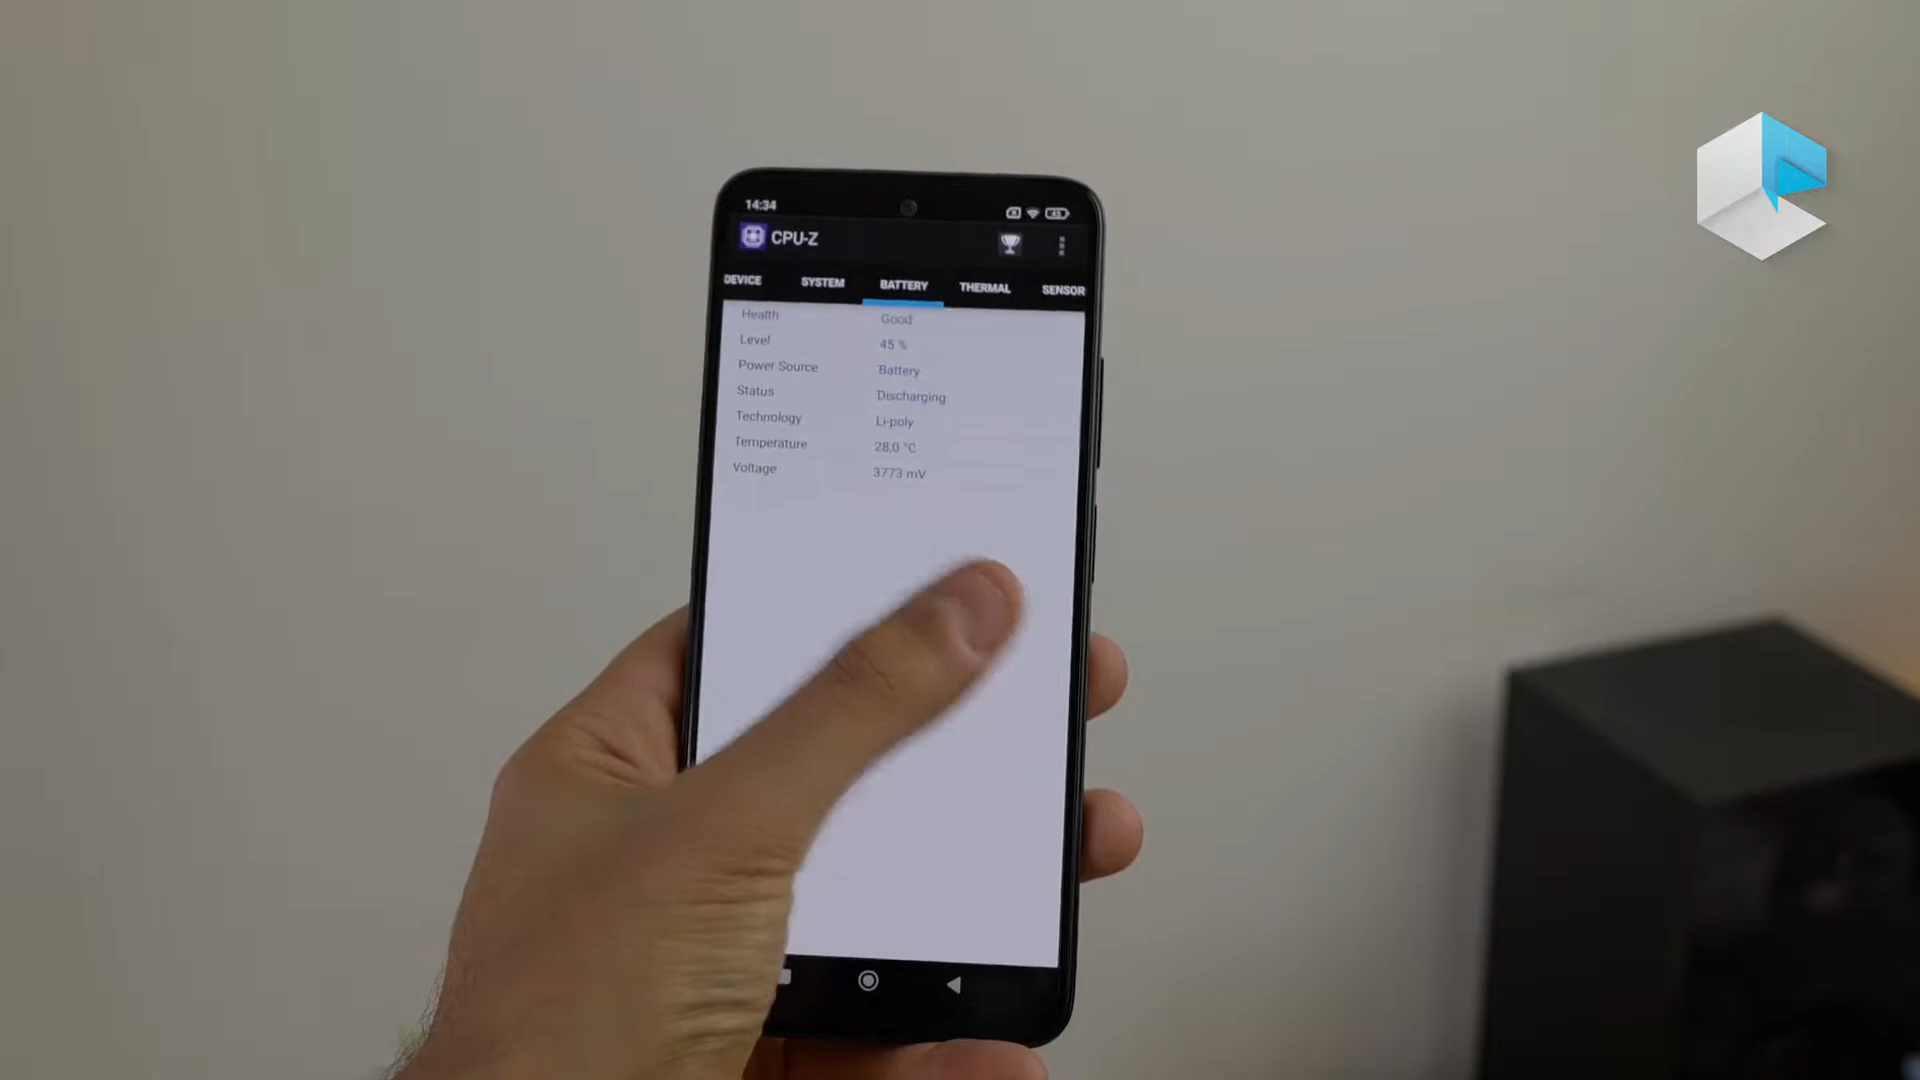 14:34
45
CPU-Z
DEVICE SYSTEM BATTERY THERMAL SENSOR
Health Good
Level 45 %
Power Source Battery
Status Discharging
Technology Li-poly
Temperature 28,0 °C
Voltage 3773 mV